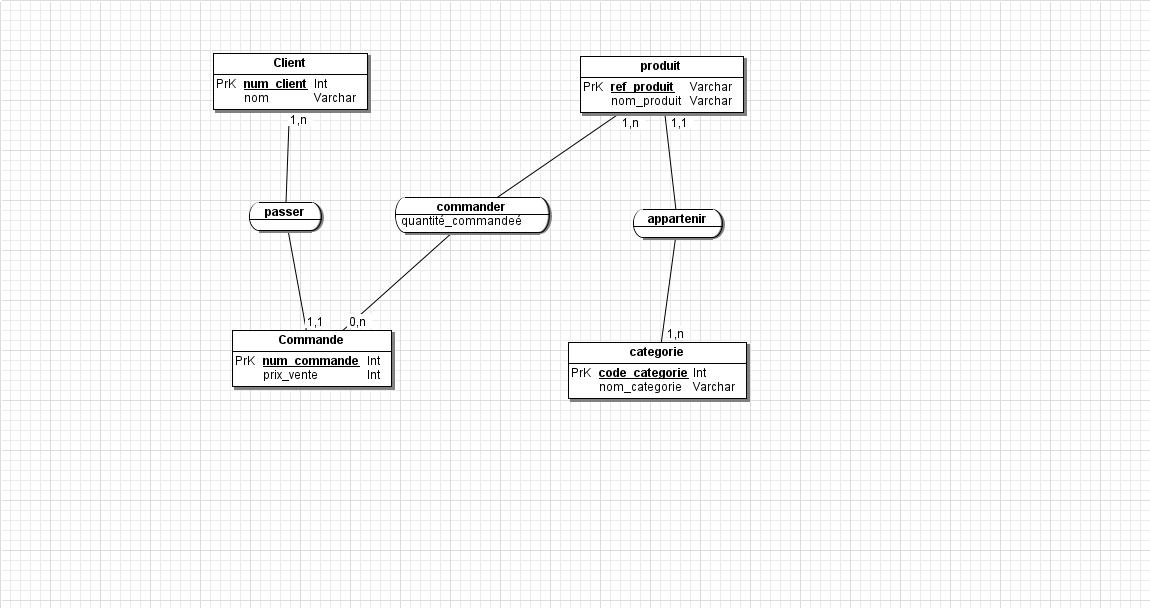 Client
PrK num_client Int
nom Varchar
1,n
passer
1,1
Commande
PrK num_commande Int
prix_vente Int
0,n
commander
quantité_commandeé
1,n
produit
PrK ref_produit Varchar
nom_produit Varchar
1,1
appartenir
1,n
categorie
PrK code_categorie Int
nom_categorie Varchar